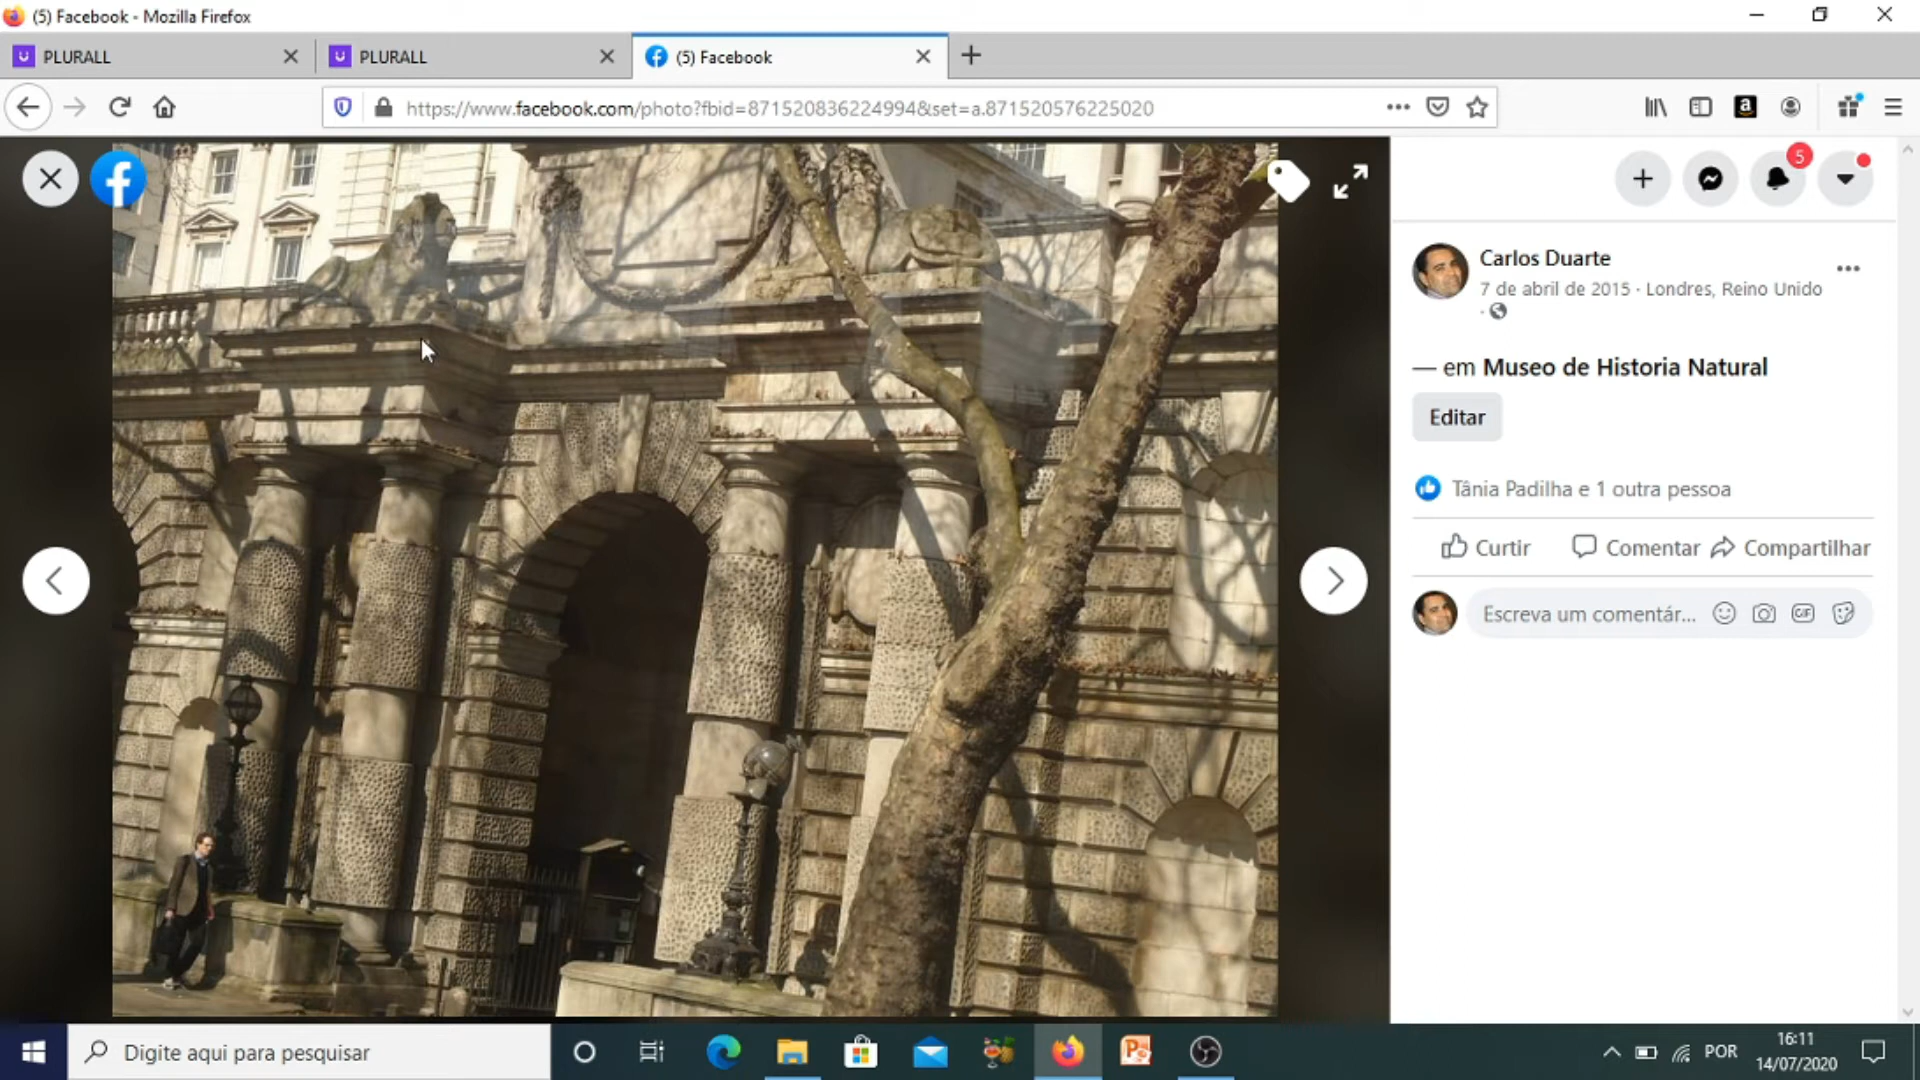 (5) Facebook - Mozilla Firefox
PLURALL
PLURALL
(5) Facebook
https://www.facebook.com/photo?fbid=871520836224994&set=a.871520576225020
5
Carlos Duarte
7 de abril de 2015 · Londres, Reino Unido
— em Museo de Historia Natural
Editar
Tânia Padilha e 1 outra pessoa
Curtir
Comentar
Compartilhar
Escreva um comentár...
GIF
Digite aqui para pesquisar
POR
16:11
14/07/2020